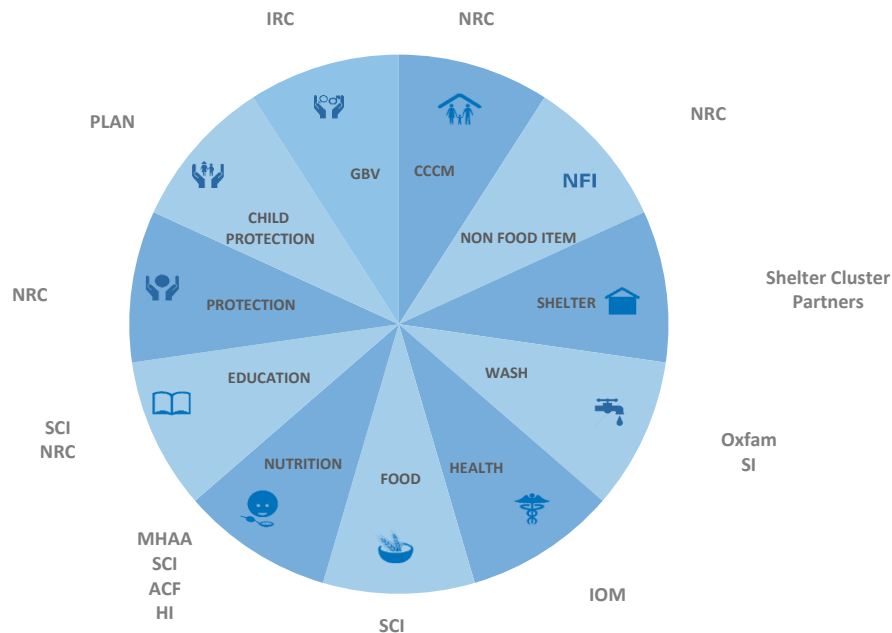 IRC
NRC
PLAN
NRC
GBV
CCCM
NFI
CHILD
PROTECTION
NON FOOD ITEM
NRC
PROTECTION
SHELTER
Shelter Cluster
Partners
EDUCATION
WASH
SCI
NRC
Oxfam
SI
NUTRITION
FOOD
HEALTH
MHAA
SCI
ACF
HI
IOM
SCI